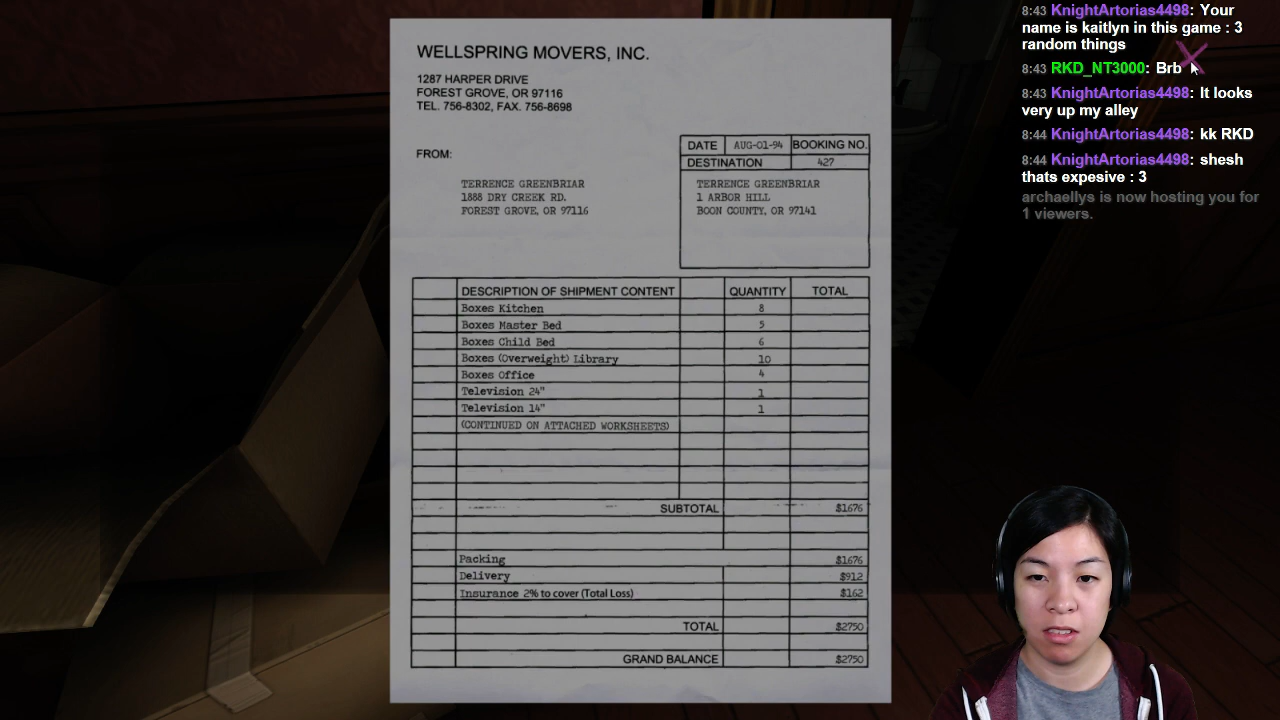 WELLSPRING MOVERS, INC.
1287 HARPER DRIVE
FOREST GROVE, OR 97116
TEL. 756-8302, FAX. 756-8698
FROM:
TERRENCE GREENBRIAR
1888 DRY CREEK RD.
FOREST GROVE, OR 97116
DATE AUG-01-94 BOOKING NO.
DESTINATION 427
TERRENCE GREENBRIAR
1 ARBOR HILL
BOON COUNTY, OR 97141
DESCRIPTION OF SHIPMENT CONTENT QUANTITY TOTAL
Boxes Kitchen 8
Boxes Master Bed 5
Boxes Child Bed 6
Boxes (Overweight) Library 10
Boxes Office 4
Television 24" 1
Television 14" 1
(CONTINUED ON ATTACHED WORKSHEETS)
SUBTOTAL $1676
Packing $1676
Delivery $912
Insurance 2% to cover (Total Loss) $162
TOTAL $2750
GRAND BALANCE $2750
8:43 KnightArtorias4498: Your
name is kaitlyn in this game : 3
random things
8:43 RKD_NT3000: Brb
8:43 KnightArtorias4498: It looks
very up my alley
8:44 KnightArtorias4498: kk RKD
8:44 KnightArtorias4498: shesh
thats expesive : 3
archaellys is now hosting you for
1 viewers.